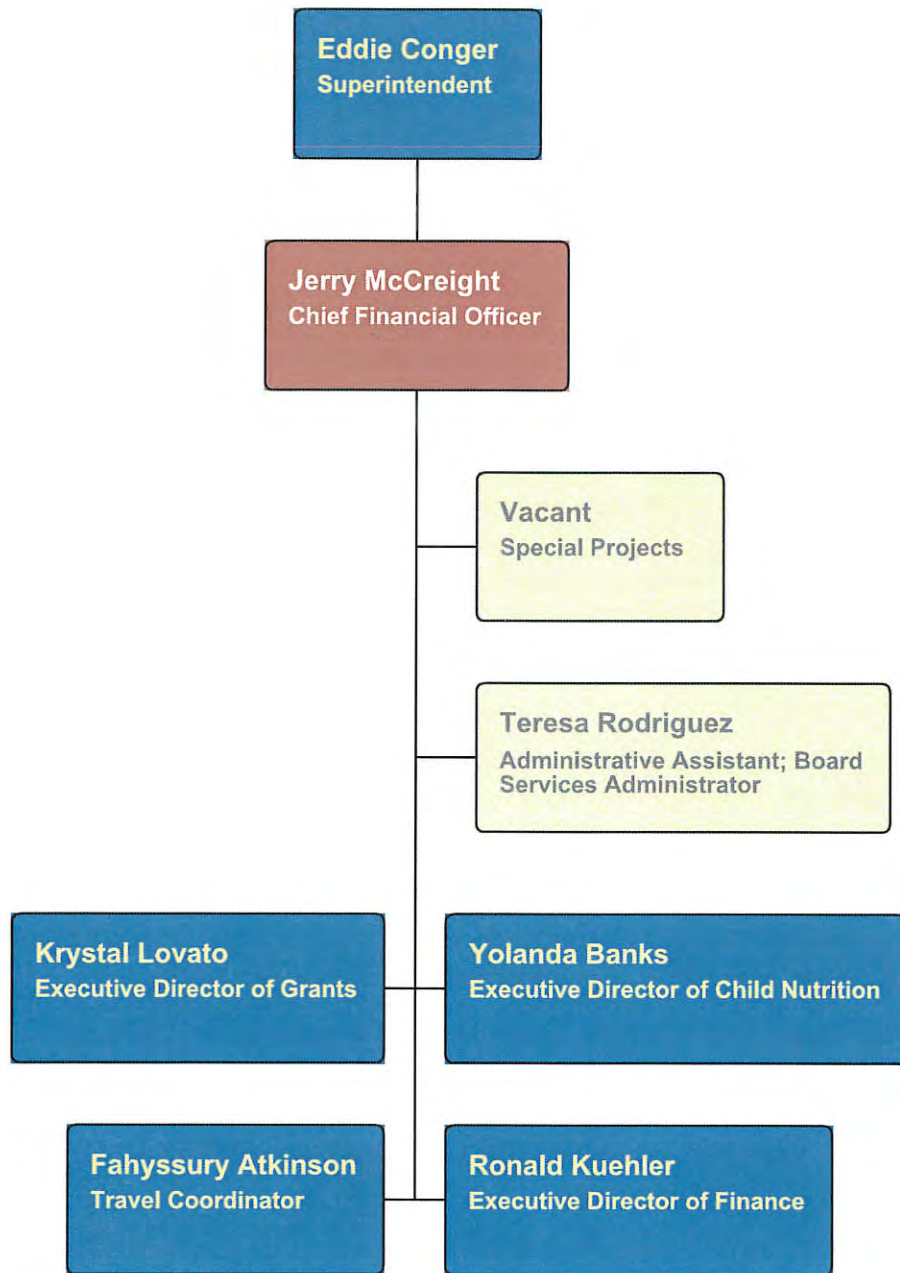 Eddie Conger
Superintendent
Jerry McCreight
Chief Financial Officer
Vacant
Special Projects
Teresa Rodriguez
Administrative Assistant; Board
Services Administrator
Krystal Lovato
Executive Director of Grants
Yolanda Banks
Executive Director of Child Nutrition
Fahyssury Atkinson
Travel Coordinator
Ronald Kuehler
Executive Director of Finance